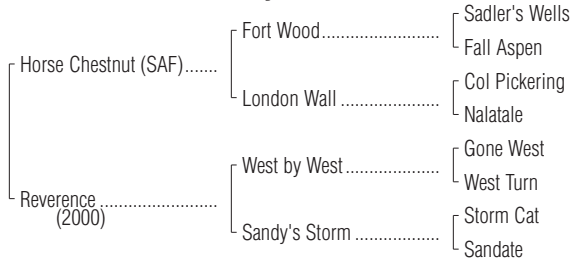 Sadler's Wells
Fort Wood
Fall Aspen
Horse Chestnut (SAF)
Col Pickering
London Wall
Nalatale
Gone West
West by West
West Turn
Reverence
(2000)
Storm Cat
Sandy's Storm
Sandate